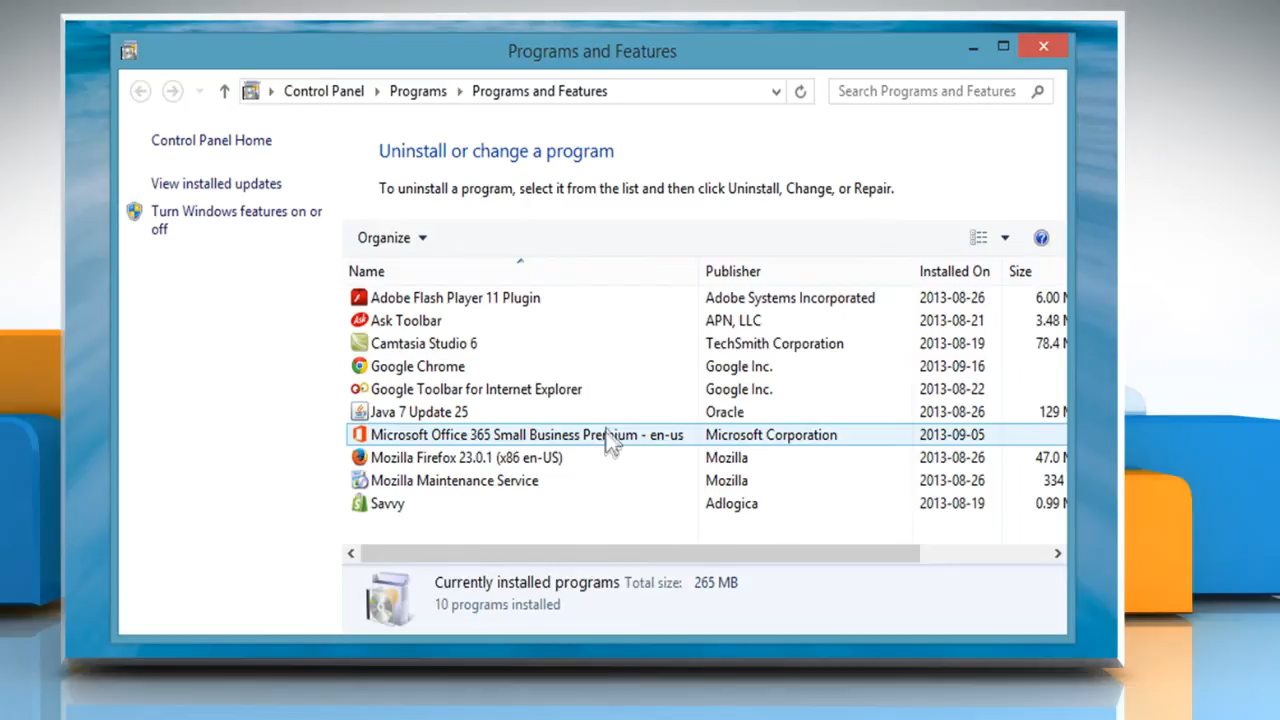 Programs and Features
Control Panel Programs Programs and Features
Search Programs and Features
Control Panel Home
View installed updates
Turn Windows features on or
off
Uninstall or change a program
To uninstall a program, select it from the list and then click Uninstall, Change, or Repair.
Organize
Name Publisher Installed On Size
Adobe Flash Player 11 Plugin Adobe Systems Incorporated 2013-08-26 6.00 M
Ask Toolbar APN, LLC 2013-08-21 3.48 M
Camtasia Studio 6 TechSmith Corporation 2013-08-19 78.4 M
Google Chrome Google Inc. 2013-09-16
Google Toolbar for Internet Explorer Google Inc. 2013-08-22
Java 7 Update 25 Oracle 2013-08-26 129 M
Microsoft Office 365 Small Business Premium - en-us Microsoft Corporation 2013-09-05
Mozilla Firefox 23.0.1 (x86 en-US) Mozilla 2013-08-26 47.0 M
Mozilla Maintenance Service Mozilla 2013-08-26 334
Savvy Adlogica 2013-08-19 0.99 M
Currently installed programs Total size: 265 MB
10 programs installed